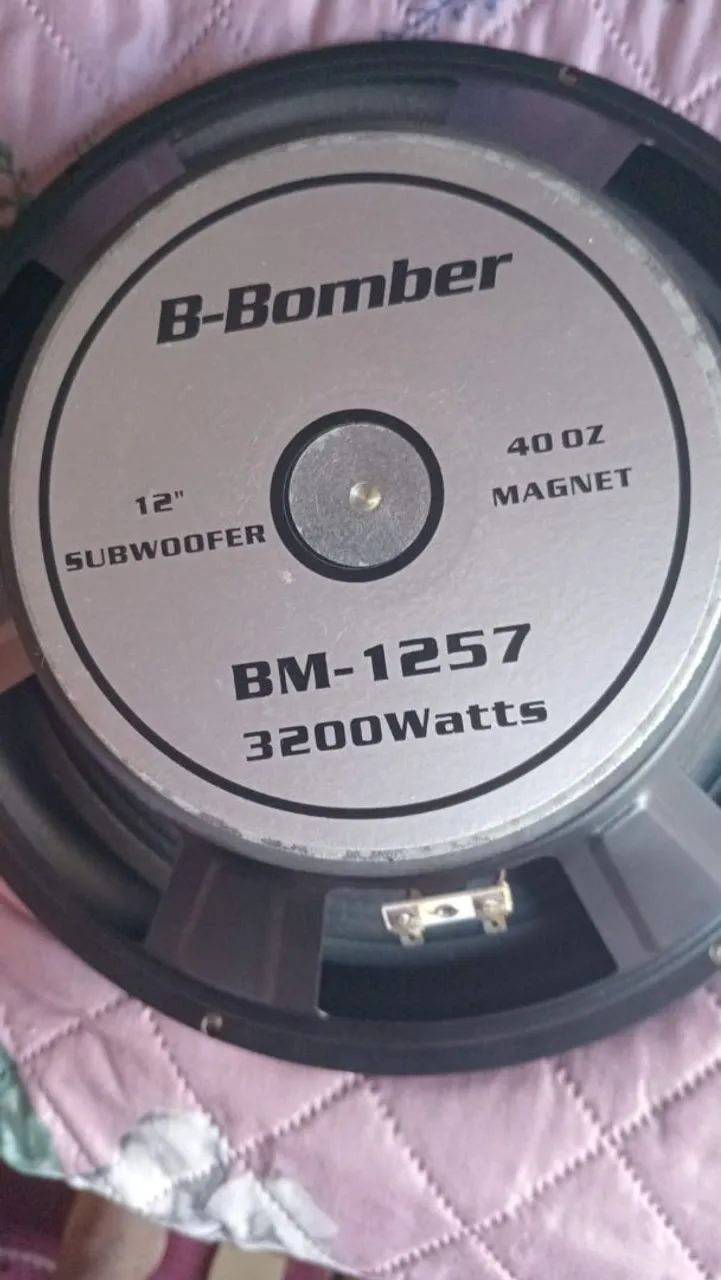 B-Bomber
12"
SUBWOOFER
40 OZ
MAGNET
BM-1257
3200Watts